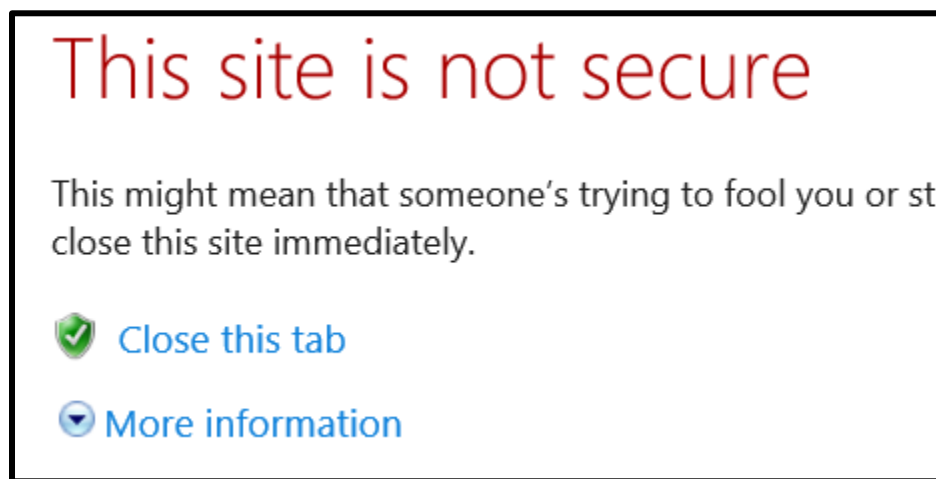 This site is not secure
This might mean that someone’s trying to fool you or
close this site immediately.
Close this tab
More information